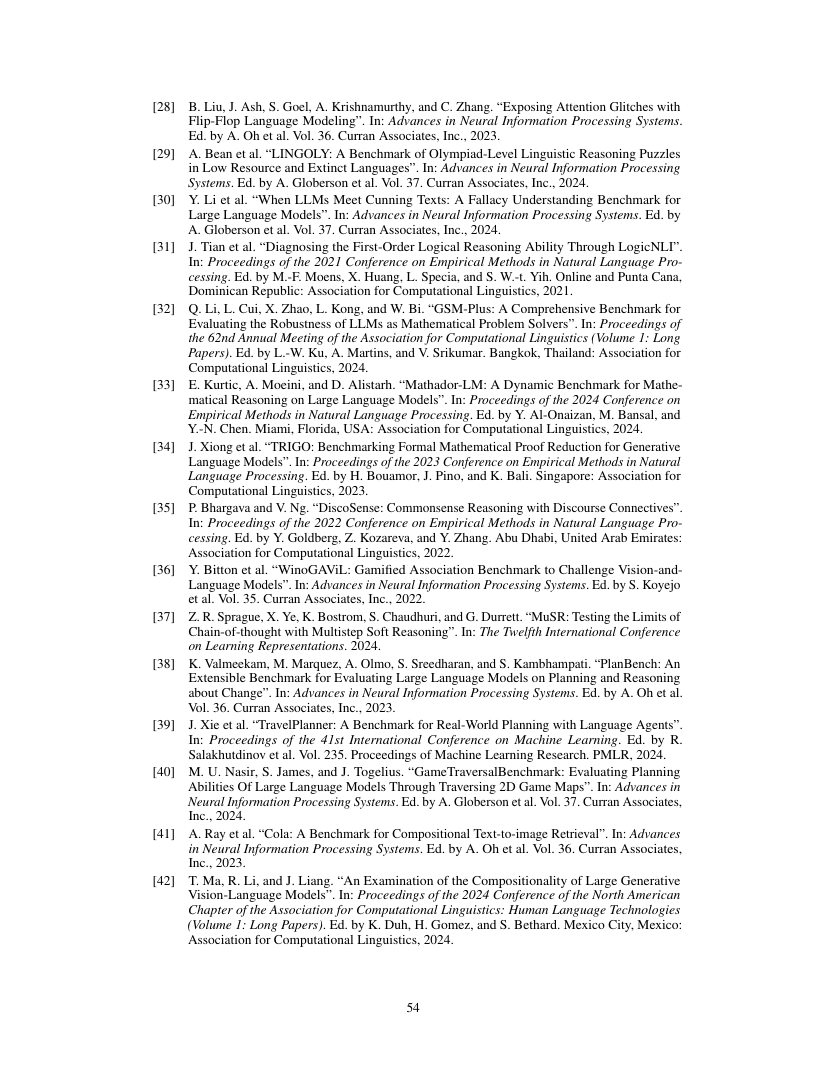 [28] B. Liu, J. Ash, S. Goel, A. Krishnamurthy, and C. Zhang. “Exposing Attention Glitches with
Flip-Flop Language Modeling”. In: Advances in Neural Information Processing Systems.
Ed. by A. Oh et al. Vol. 36. Curran Associates, Inc., 2023.
[29] A. Bean et al. “LINGOLY: A Benchmark of Olympiad-Level Linguistic Reasoning Puzzles
in Low Resource and Extinct Languages”. In: Advances in Neural Information Processing
Systems. Ed. by A. Globerson et al. Vol. 37. Curran Associates, Inc., 2024.
[30] Y. Li et al. “When LLMs Meet Cunning Texts: A Fallacy Understanding Benchmark for
Large Language Models”. In: Advances in Neural Information Processing Systems. Ed. by
A. Globerson et al. Vol. 37. Curran Associates, Inc., 2024.
[31] J. Tian et al. “Diagnosing the First-Order Logical Reasoning Ability Through LogicNLI”.
In: Proceedings of the 2021 Conference on Empirical Methods in Natural Language Pro-
cessing. Ed. by M.-F. Moens, X. Huang, L. Specia, and S. W.-t. Yih. Online and Punta Cana,
Dominican Republic: Association for Computational Linguistics, 2021.
[32] Q. Li, L. Cui, X. Zhao, L. Kong, and W. Bi. “GSM-Plus: A Comprehensive Benchmark for
Evaluating the Robustness of LLMs as Mathematical Problem Solvers”. In: Proceedings of
the 62nd Annual Meeting of the Association for Computational Linguistics (Volume 1: Long
Papers). Ed. by L.-W. Ku, A. Martins, and V. Srikumar. Bangkok, Thailand: Association for
Computational Linguistics, 2024.
[33] E. Kurtic, A. Moeini, and D. Alistarh. “Mathador-LM: A Dynamic Benchmark for Mathe-
matical Reasoning on Large Language Models”. In: Proceedings of the 2024 Conference on
Empirical Methods in Natural Language Processing. Ed. by Y. Al-Onaizan, M. Bansal, and
Y.-N. Chen. Miami, Florida, USA: Association for Computational Linguistics, 2024.
[34] J. Xiong et al. “TRIGO: Benchmarking Formal Mathematical Proof Reduction for Generative
Language Models”. In: Proceedings of the 2023 Conference on Empirical Methods in Natural
Language Processing. Ed. by H. Bouamor, J. Pino, and K. Bali. Singapore: Association for
Computational Linguistics, 2023.
[35] P. Bhargava and V. Ng. “DiscoSense: Commonsense Reasoning with Discourse Connectives”.
In: Proceedings of the 2022 Conference on Empirical Methods in Natural Language Pro-
cessing. Ed. by Y. Goldberg, Z. Kozareva, and Y. Zhang. Abu Dhabi, United Arab Emirates:
Association for Computational Linguistics, 2022.
[36] Y. Bitton et al. “WinoGAViL: Gamified Association Benchmark to Challenge Vision-and-
Language Models”. In: Advances in Neural Information Processing Systems. Ed. by S. Koyejo
et al. Vol. 35. Curran Associates, Inc., 2022.
[37] Z. R. Sprague, X. Ye, K. Bostrom, S. Chaudhuri, and G. Durrett. “MuSR: Testing the Limits of
Chain-of-thought with Multistep Soft Reasoning”. In: The Twelfth International Conference
on Learning Representations. 2024.
[38] K. Valmeekam, M. Marquez, A. Olmo, S. Sreedharan, and S. Kambhampati. “PlanBench: An
Extensible Benchmark for Evaluating Large Language Models on Planning and Reasoning
about Change”. In: Advances in Neural Information Processing Systems. Ed. by A. Oh et al.
Vol. 36. Curran Associates, Inc., 2023.
[39] J. Xie et al. “TravelPlanner: A Benchmark for Real-World Planning with Language Agents”.
In: Proceedings of the 41st International Conference on Machine Learning. Ed. by R.
Salakhutdinov et al. Vol. 235. Proceedings of Machine Learning Research. PMLR, 2024.
[40] M. U. Nasir, S. James, and J. Togelius. “GameTraversalBenchmark: Evaluating Planning
Abilities Of Large Language Models Through Traversing 2D Game Maps”. In: Advances in
Neural Information Processing Systems. Ed. by A. Globerson et al. Vol. 37. Curran Associates,
Inc., 2024.
[41] A. Ray et al. “Cola: A Benchmark for Compositional Text-to-image Retrieval”. In: Advances
in Neural Information Processing Systems. Ed. by A. Oh et al. Vol. 36. Curran Associates,
Inc., 2023.
[42] T. Ma, R. Li, and J. Liang. “An Examination of the Compositionality of Large Generative
Vision-Language Models”. In: Proceedings of the 2024 Conference of the North American
Chapter of the Association for Computational Linguistics: Human Language Technologies
(Volume 1: Long Papers). Ed. by K. Duh, H. Gomez, and S. Bethard. Mexico City, Mexico:
Association for Computational Linguistics, 2024.
54